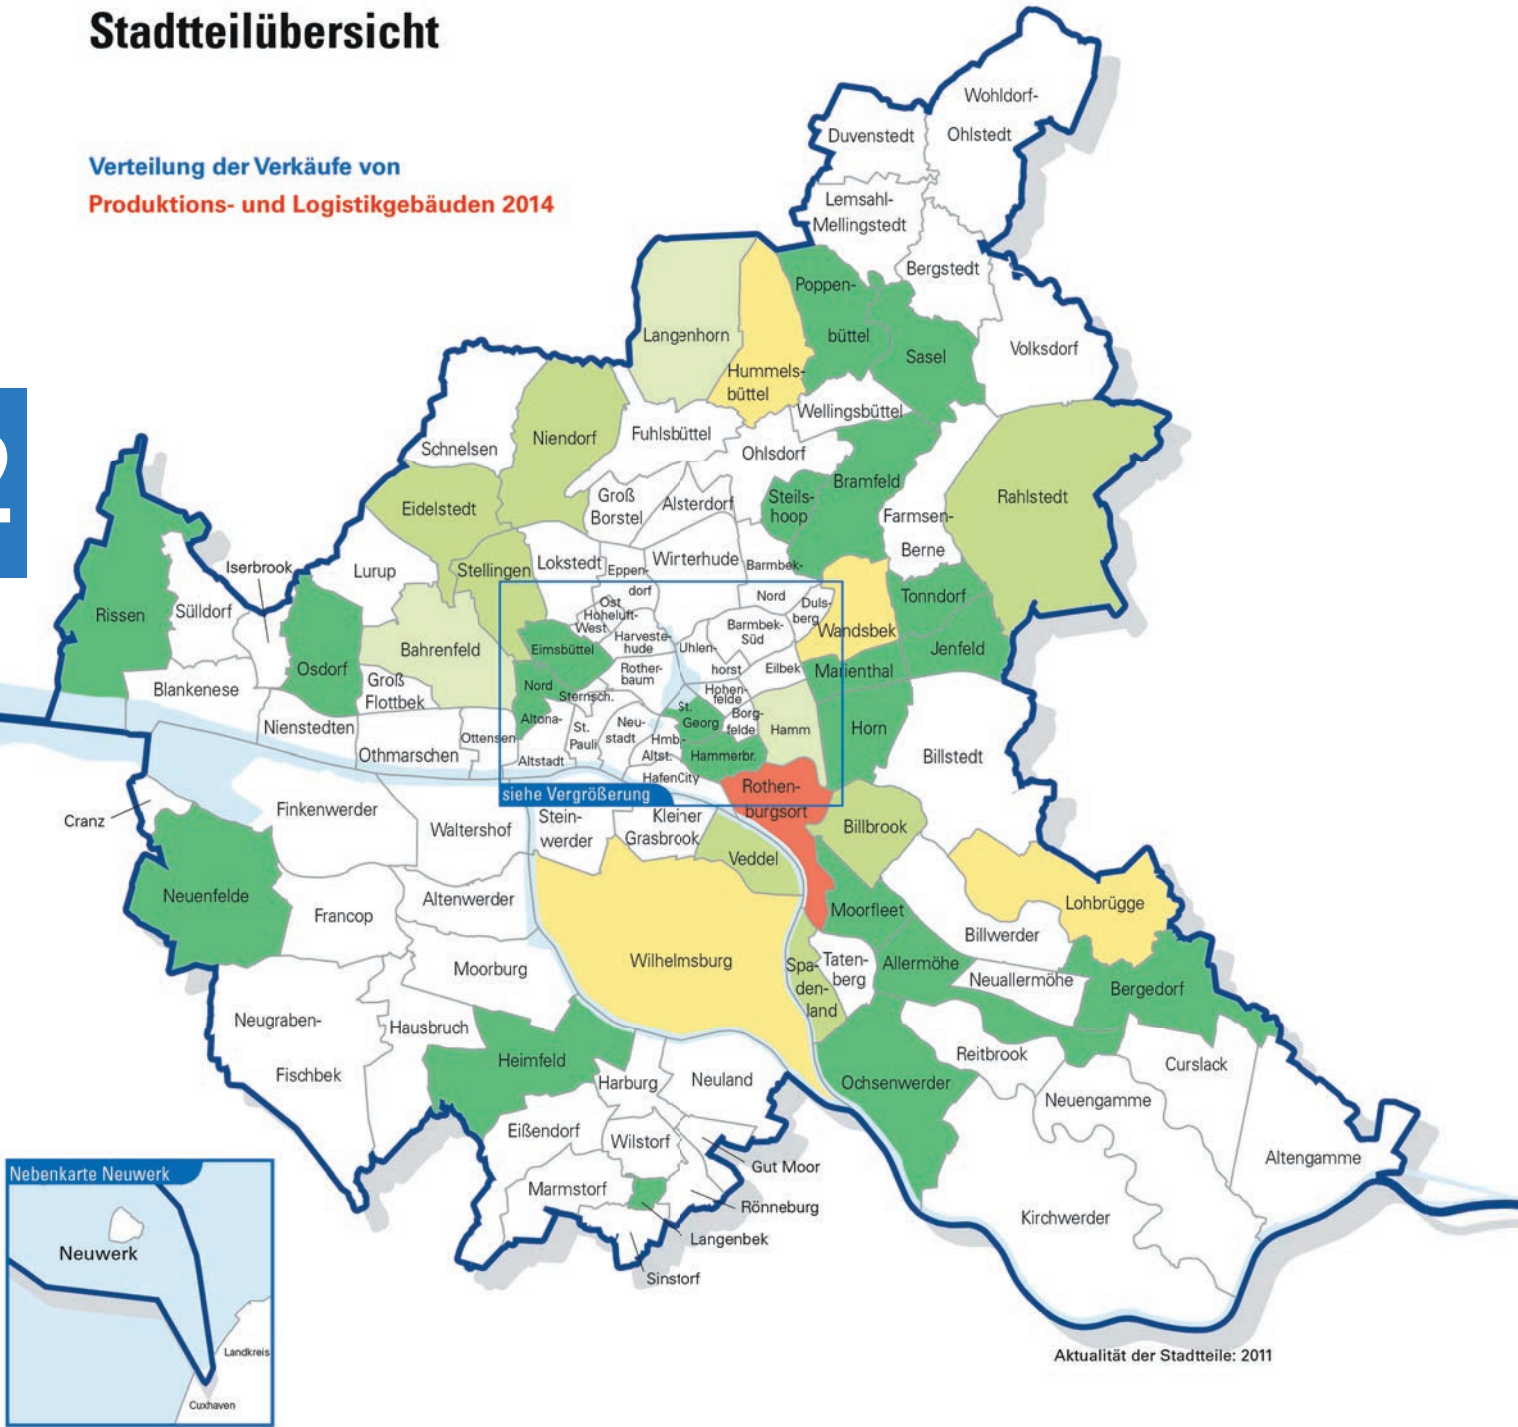 Stadtteilübersicht
Verteilung der Verkäufe von
Produktions- und Logistikgebäuden 2014
Wohldorf-
Ohlstedt
Duvenstedt
Lemsahl-
Mellingstedt
Bergstedt
Poppen-
büttel
Langenhorn
Sasel
Volksdorf
Hummels-
büttel
Wellingsbüttel
Schnelsen
Niendorf
Fuhlsbüttel
Ohlsdorf
Bramfeld
Eidelstedt
Groß
Borstel
Alsterdorf
Steils-
hoop
Farmsen-
Berne
Rahlstedt
Iserbrook
Lurup
Stellingen
Lokstedt
Eppen-
dorf
Wirterhude
Barmbek-
Nord
Duls-
berg
Tonndorf
Rissen
Sülldorf
Ost
Hoheluft-
West
Barmbek-
Süd
Wandsbek
Bahrenfeld
Eimsbüttel
Harveste-
hude
Uhlen-
horst
Jenfeld
Osdorf
Groß
Flottbek
Rother-
baum
Eilbek
Marienthal
Blankenese
Nord
Altona-
Altstadt
Sternsch.
Hohen-
felde
St.
Georg
Borg-
felde
Hamm
Horn
Nienstedten
Othmarschen
Ottensen
St.
Pauli
Neu-
stadt
Hmb.-
Altst.
Hammerbr.
Billstedt
HafenCity
siehe Vergrößerung
Rothen-
burgsort
Cranz
Finkenwerder
Waltershof
Stein-
werder
Kleiner
Grasbrook
Billbrook
Veddel
Neuenfelde
Francop
Altenwerder
Moorfleet
Lohbrügge
Billwerder
Moorburg
Wilhelmsburg
Spa-
den-
land
Taten-
berg
Allermöhe
Neuallermöhe
Bergedorf
Neugraben-
Fischbek
Hausbruch
Heimfeld
Harburg
Neuland
Ochsenwerder
Reitbrook
Curslack
Neuengamme
Eißendorf
Wilstorf
Gut Moor
Altengamme
Marmstorf
Rönneburg
Langenbek
Sinstorf
Kirchwerder
Nebenkarte Neuwerk
Neuwerk
Landkreis
Cuxhaven
Aktualität der Stadtteile: 2011